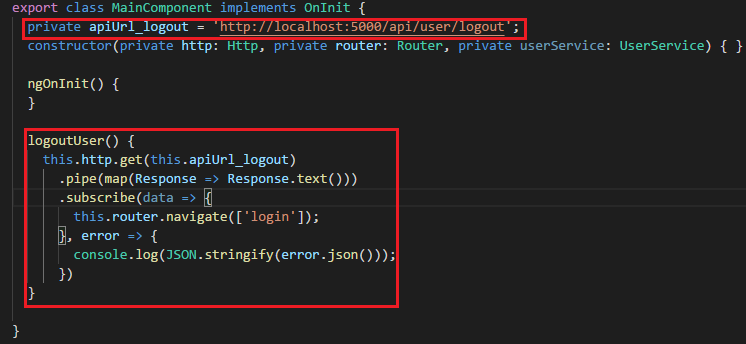 export class MainComponent implements OnInit {
private apiUrl_logout = 'http://localhost:5000/api/user/logout';
constructor(private http: Http, private router: Router, private userService: UserService) { }
ngOnInit() {
}
logoutUser() {
this.http.get(this.apiUrl_logout)
.pipe(map(Response => Response.text()))
.subscribe(data => {
this.router.navigate(['login']);
}, error => {
console.log(JSON.stringify(error.json()));
})
}
}